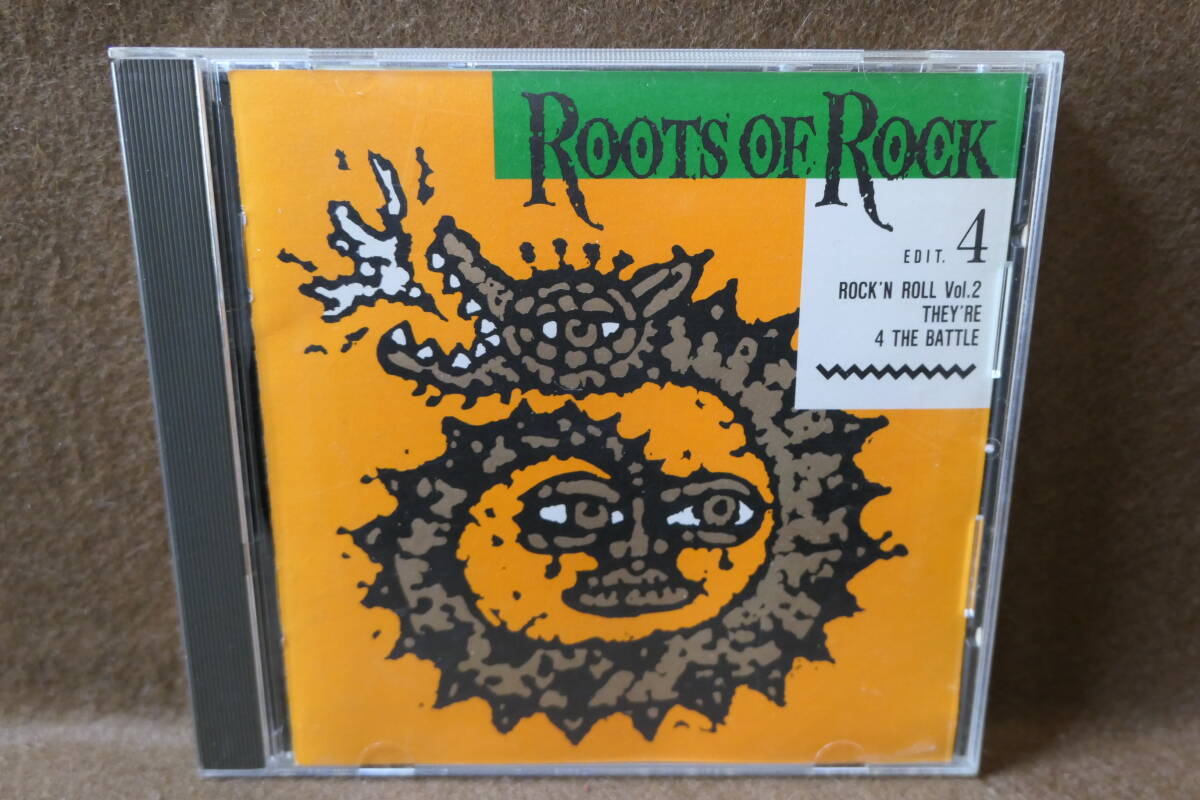 ROOTS OF ROCK
EDIT. 4
ROCK'N ROLL Vol.2
THEY'RE
4 THE BATTLE